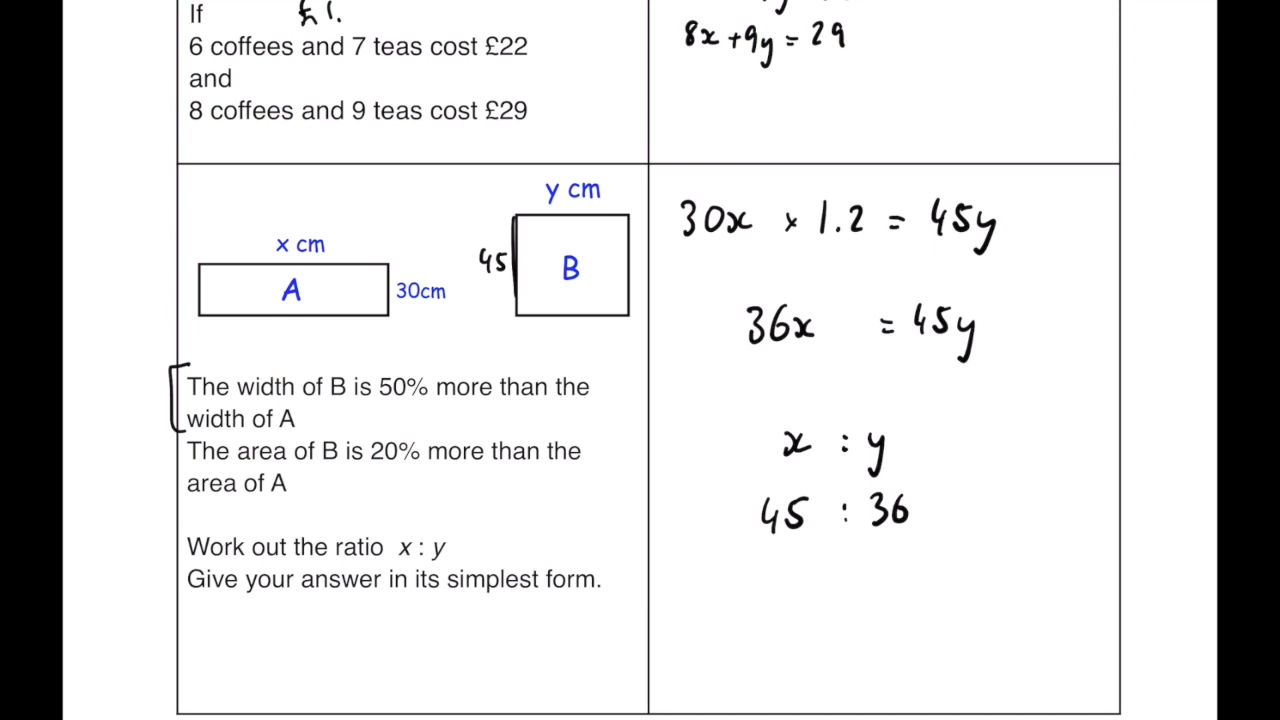 If
£1.
6 coffees and 7 teas cost £22
and
8 coffees and 9 teas cost £29
8x + 9y = 29
x cm
A
30cm
y cm
45
B
The width of B is 50% more than the
width of A
The area of B is 20% more than the
area of A
Work out the ratio x : y
Give your answer in its simplest form.
30x × 1.2 = 45y
36x = 45y
x : y
45 : 36